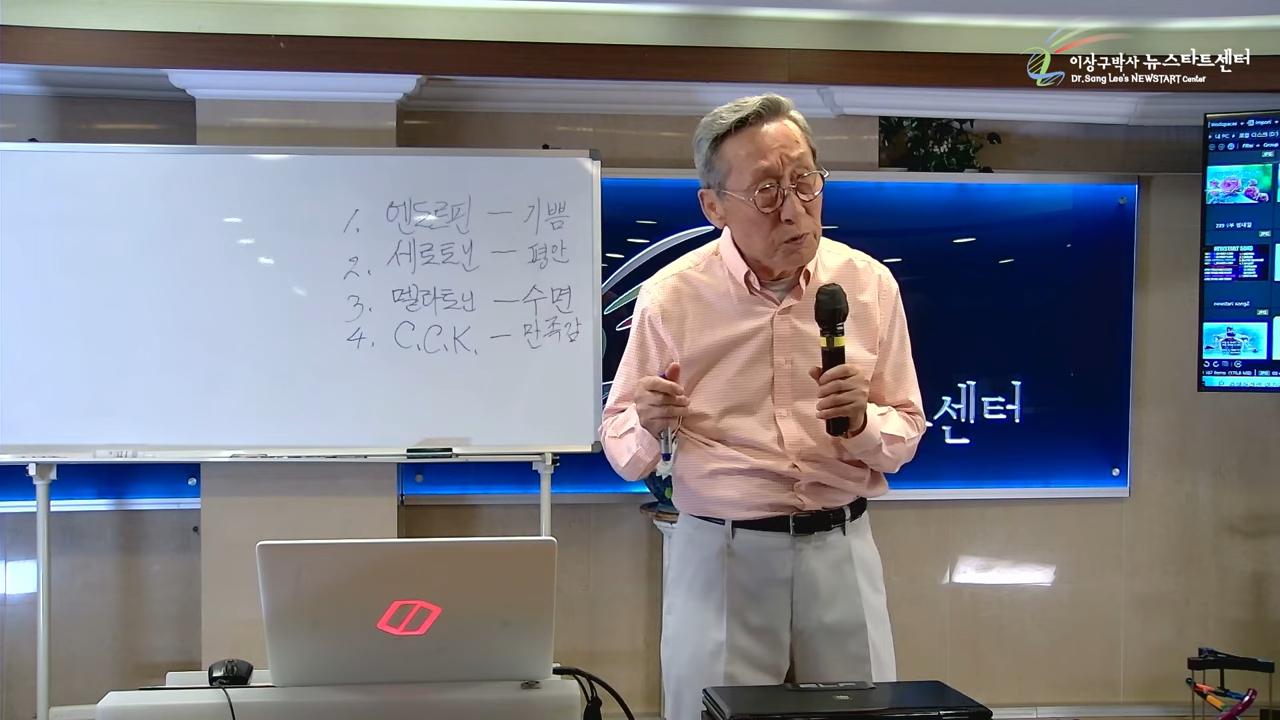 이상구박사 뉴스타트센터
Dr. Sang Lee's NEWSTART Center
1. 엔도르핀 — 기쁨
2. 세로토닌 — 평안
3. 멜라토닌 — 수면
4. C.C.K. — 만족감
센터